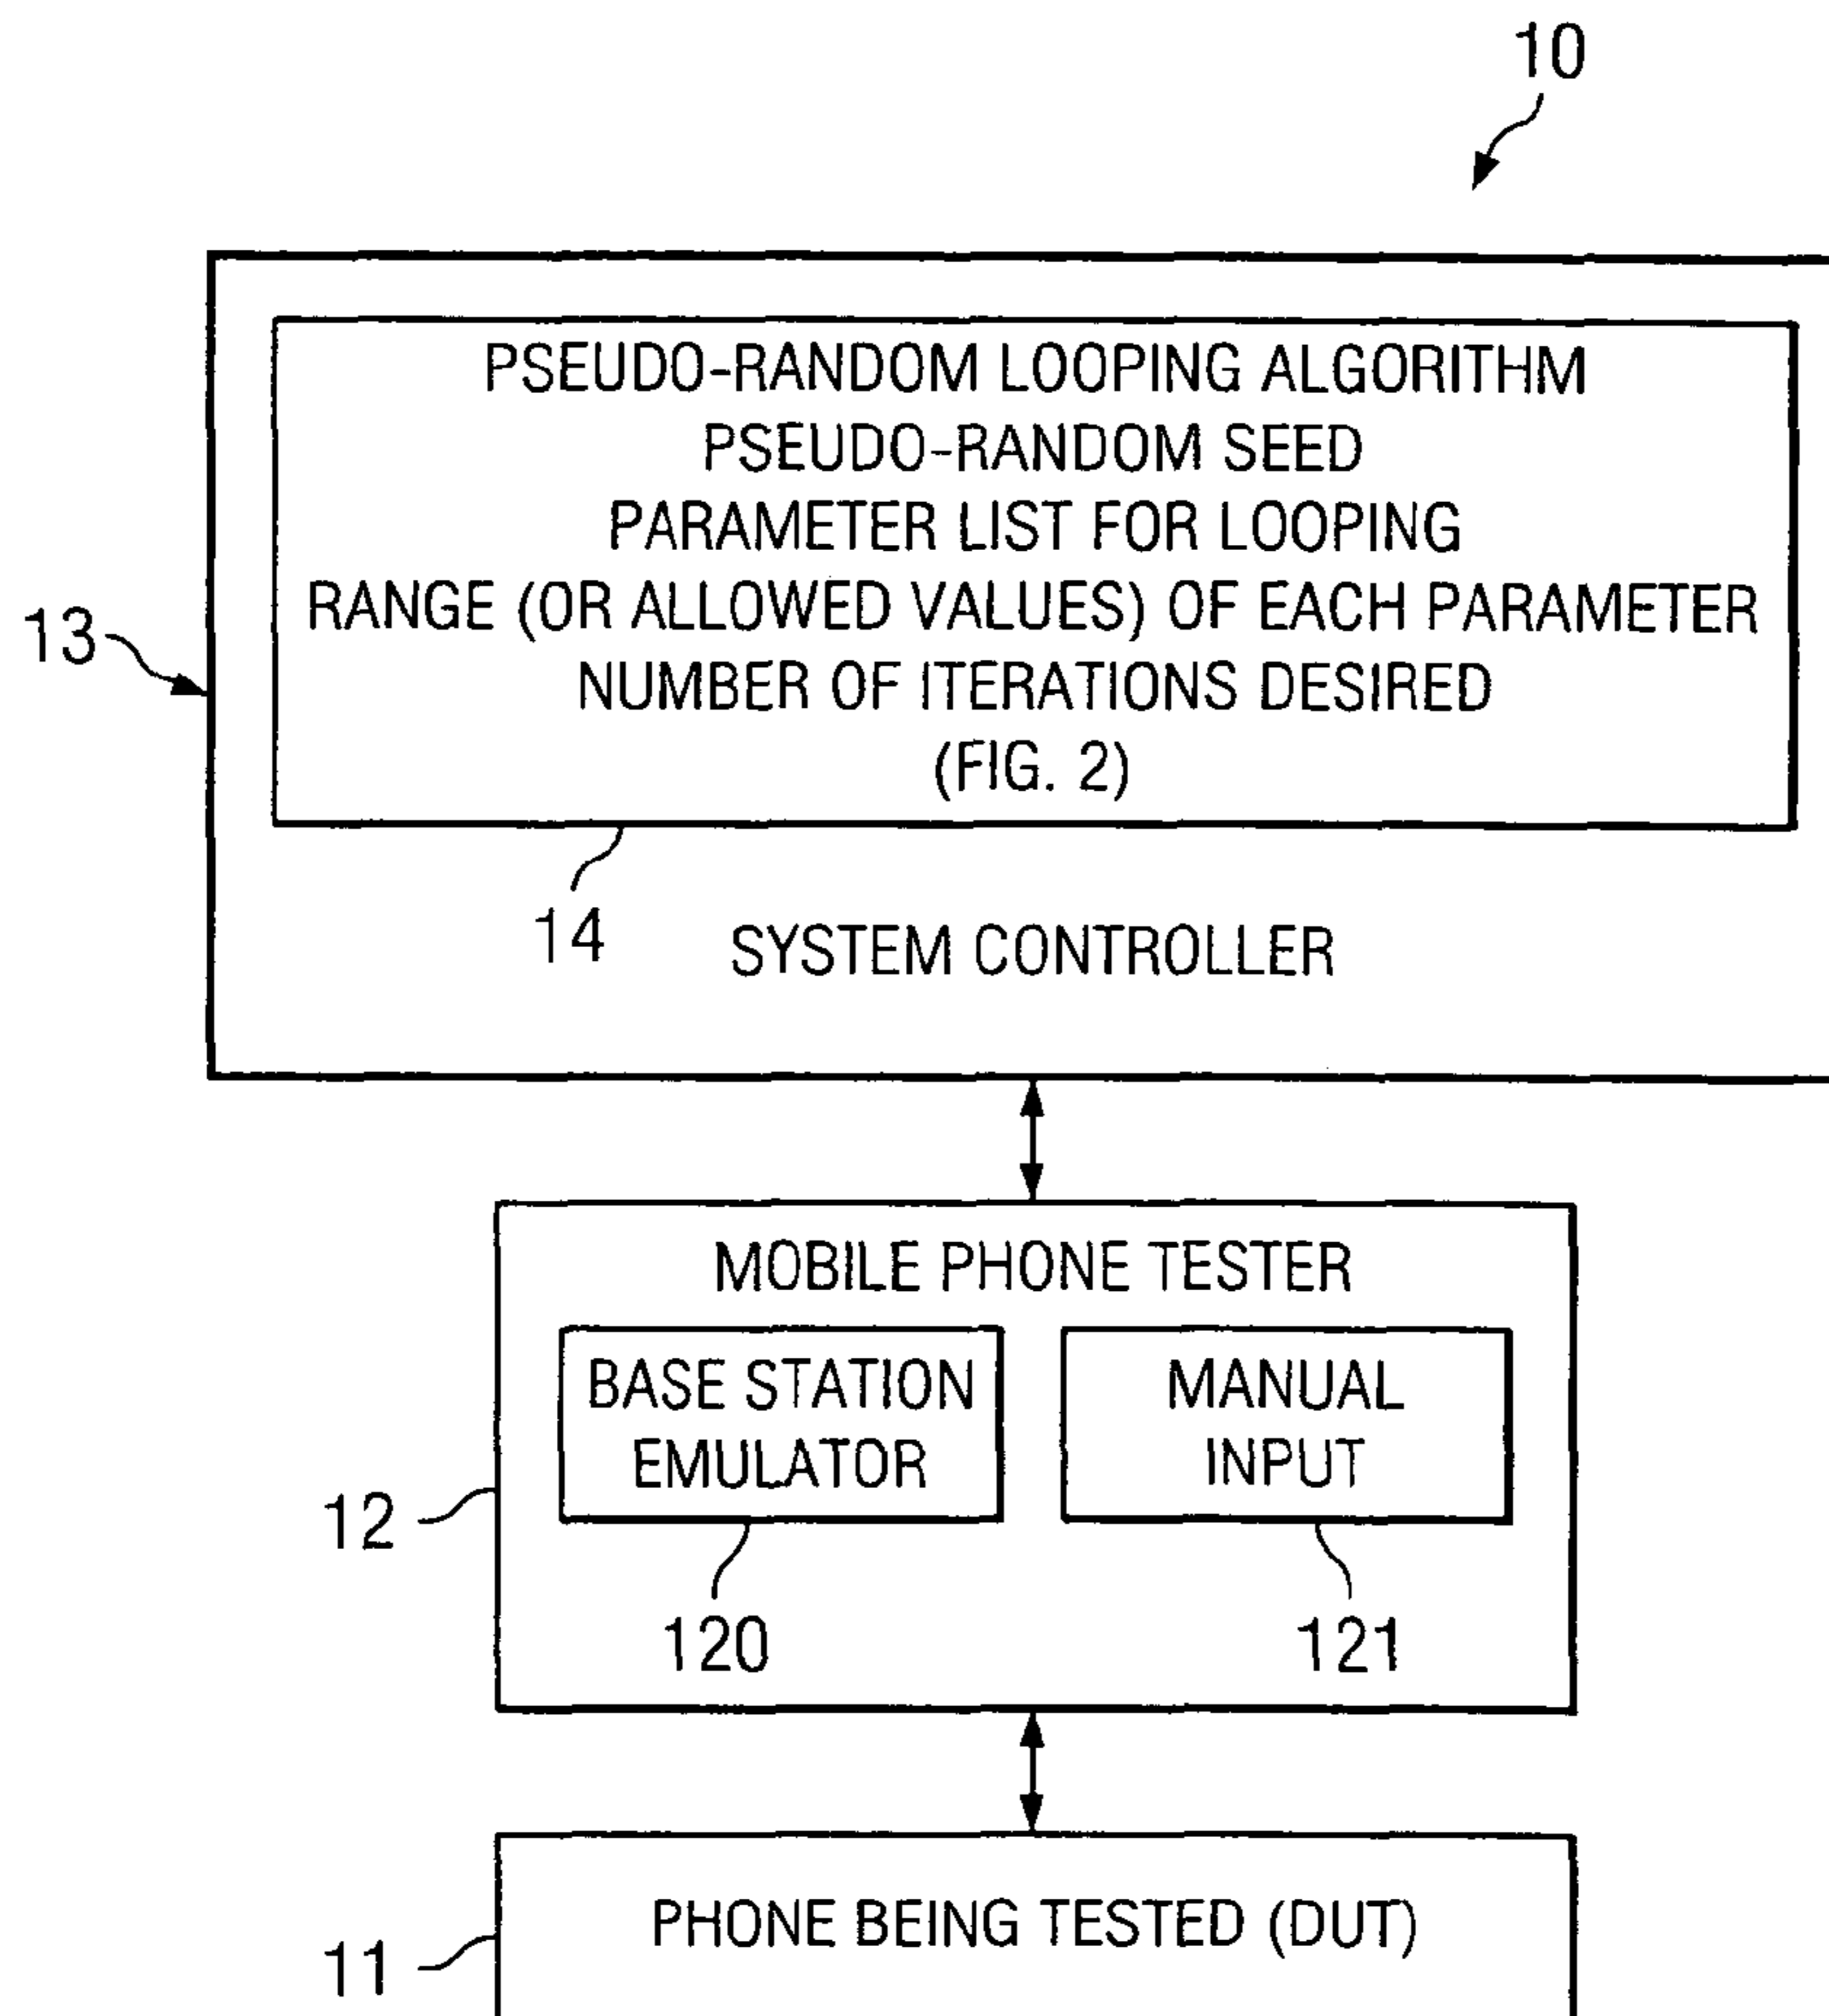 10
PSEUDO-RANDOM LOOPING ALGORITHM
PSEUDO-RANDOM SEED
PARAMETER LIST FOR LOOPING
RANGE (OR ALLOWED VALUES) OF EACH PARAMETER
NUMBER OF ITERATIONS DESIRED
(FIG. 2)
13
14
SYSTEM CONTROLLER
MOBILE PHONE TESTER
BASE STATION
EMULATOR
MANUAL
INPUT
12
120
121
PHONE BEING TESTED (DUT)
11